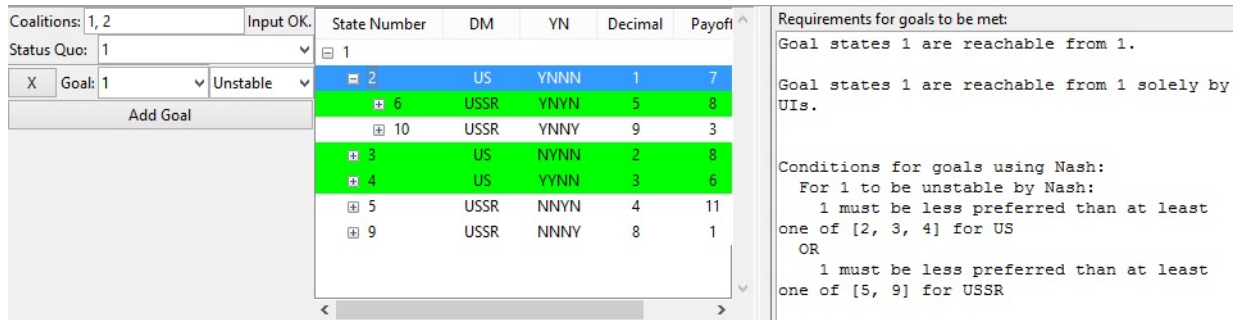 Coalitions: 1, 2 Input OK.
Status Quo: 1
X Goal: 1 Unstable
Add Goal
State Number DM YN Decimal Payoff
1
2 US YNNN 1 7
6 USSR YNYN 5 8
10 USSR YNNY 9 3
3 US NYNN 2 8
4 US YYNN 3 6
5 USSR NNYN 4 11
9 USSR NNNY 8 1
Requirements for goals to be met:
Goal states 1 are reachable from 1.
Goal states 1 are reachable from 1 solely by
UIs.
Conditions for goals using Nash:
For 1 to be unstable by Nash:
1 must be less preferred than at least
one of [2, 3, 4] for US
OR
1 must be less preferred than at least
one of [5, 9] for USSR